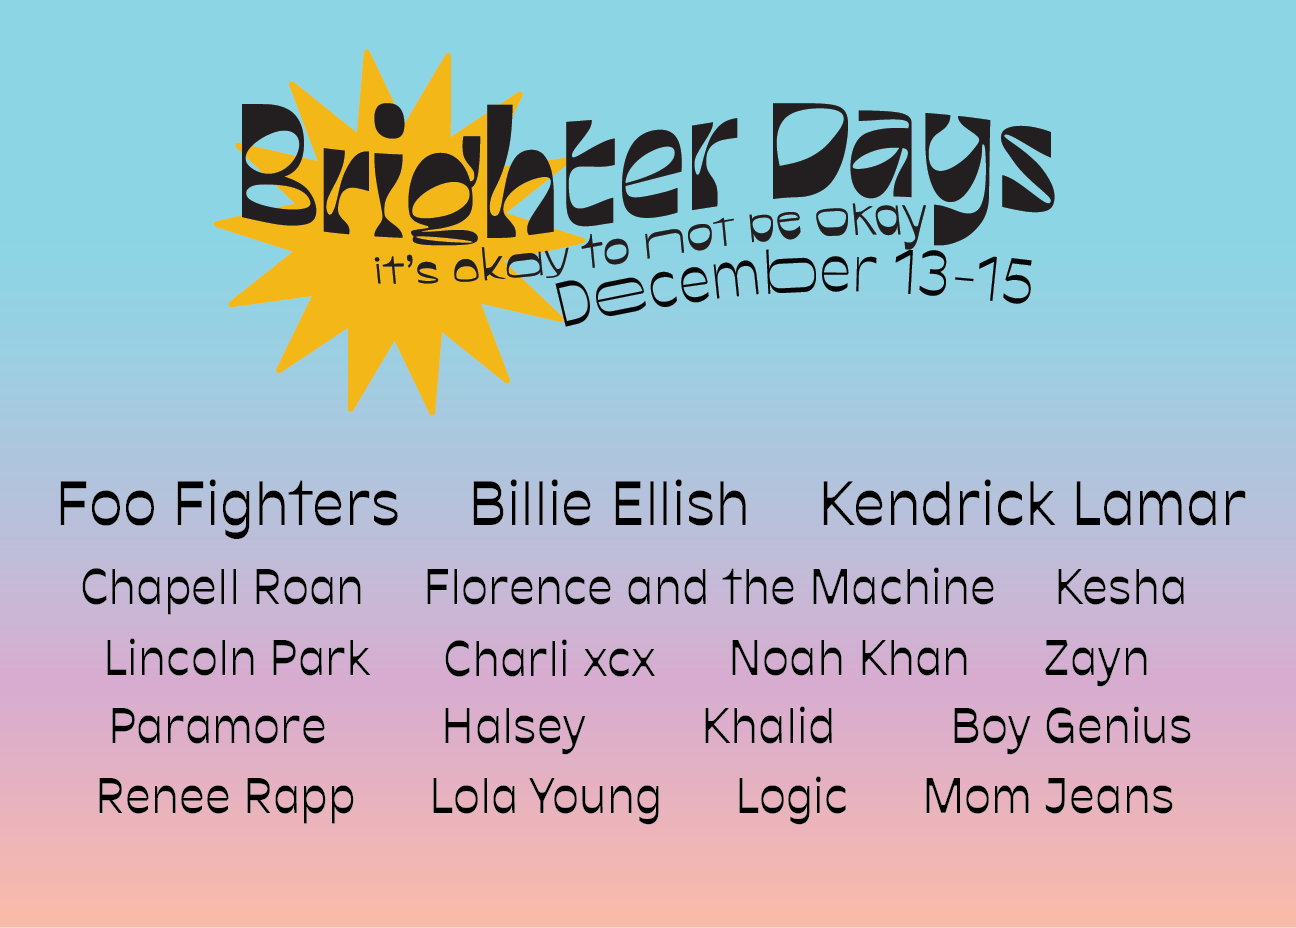 Brighter Days
it's okay to not be okay
December 13-15
Foo Fighters Billie Ellish Kendrick Lamar
Chapell Roan Florence and the Machine Kesha
Lincoln Park Charli xcx Noah Khan Zayn
Paramore Halsey Khalid Boy Genius
Renee Rapp Lola Young Logic Mom Jeans